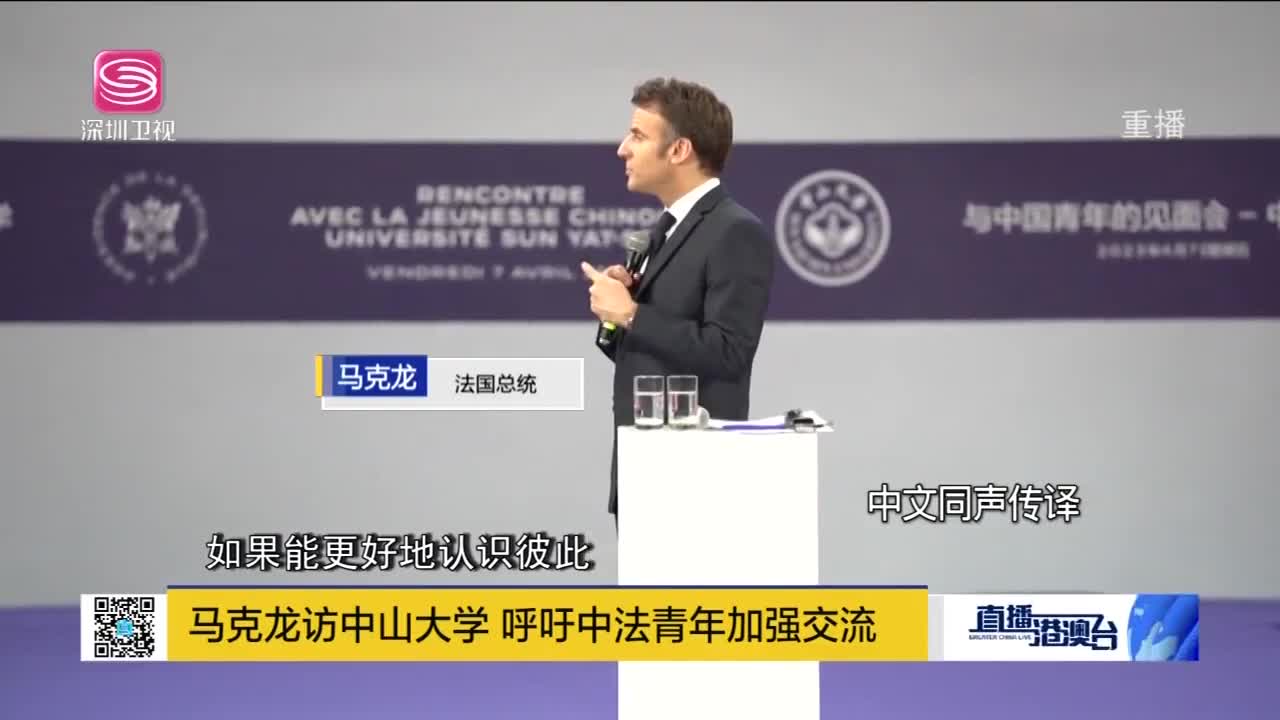 深圳卫视
重播
RENCONTRE
AVEC LA JEUNESSE CHINO
UNIVERSITÉ SUN YAT-
VENDREDI 7 AVRIL
与中国青年的见面会 -
马克龙
法国总统
中文同声传译
如果能更好地认识彼此
马克龙访中山大学 呼吁中法青年加强交流
直播
GREATER CHINA LIVE
港澳台